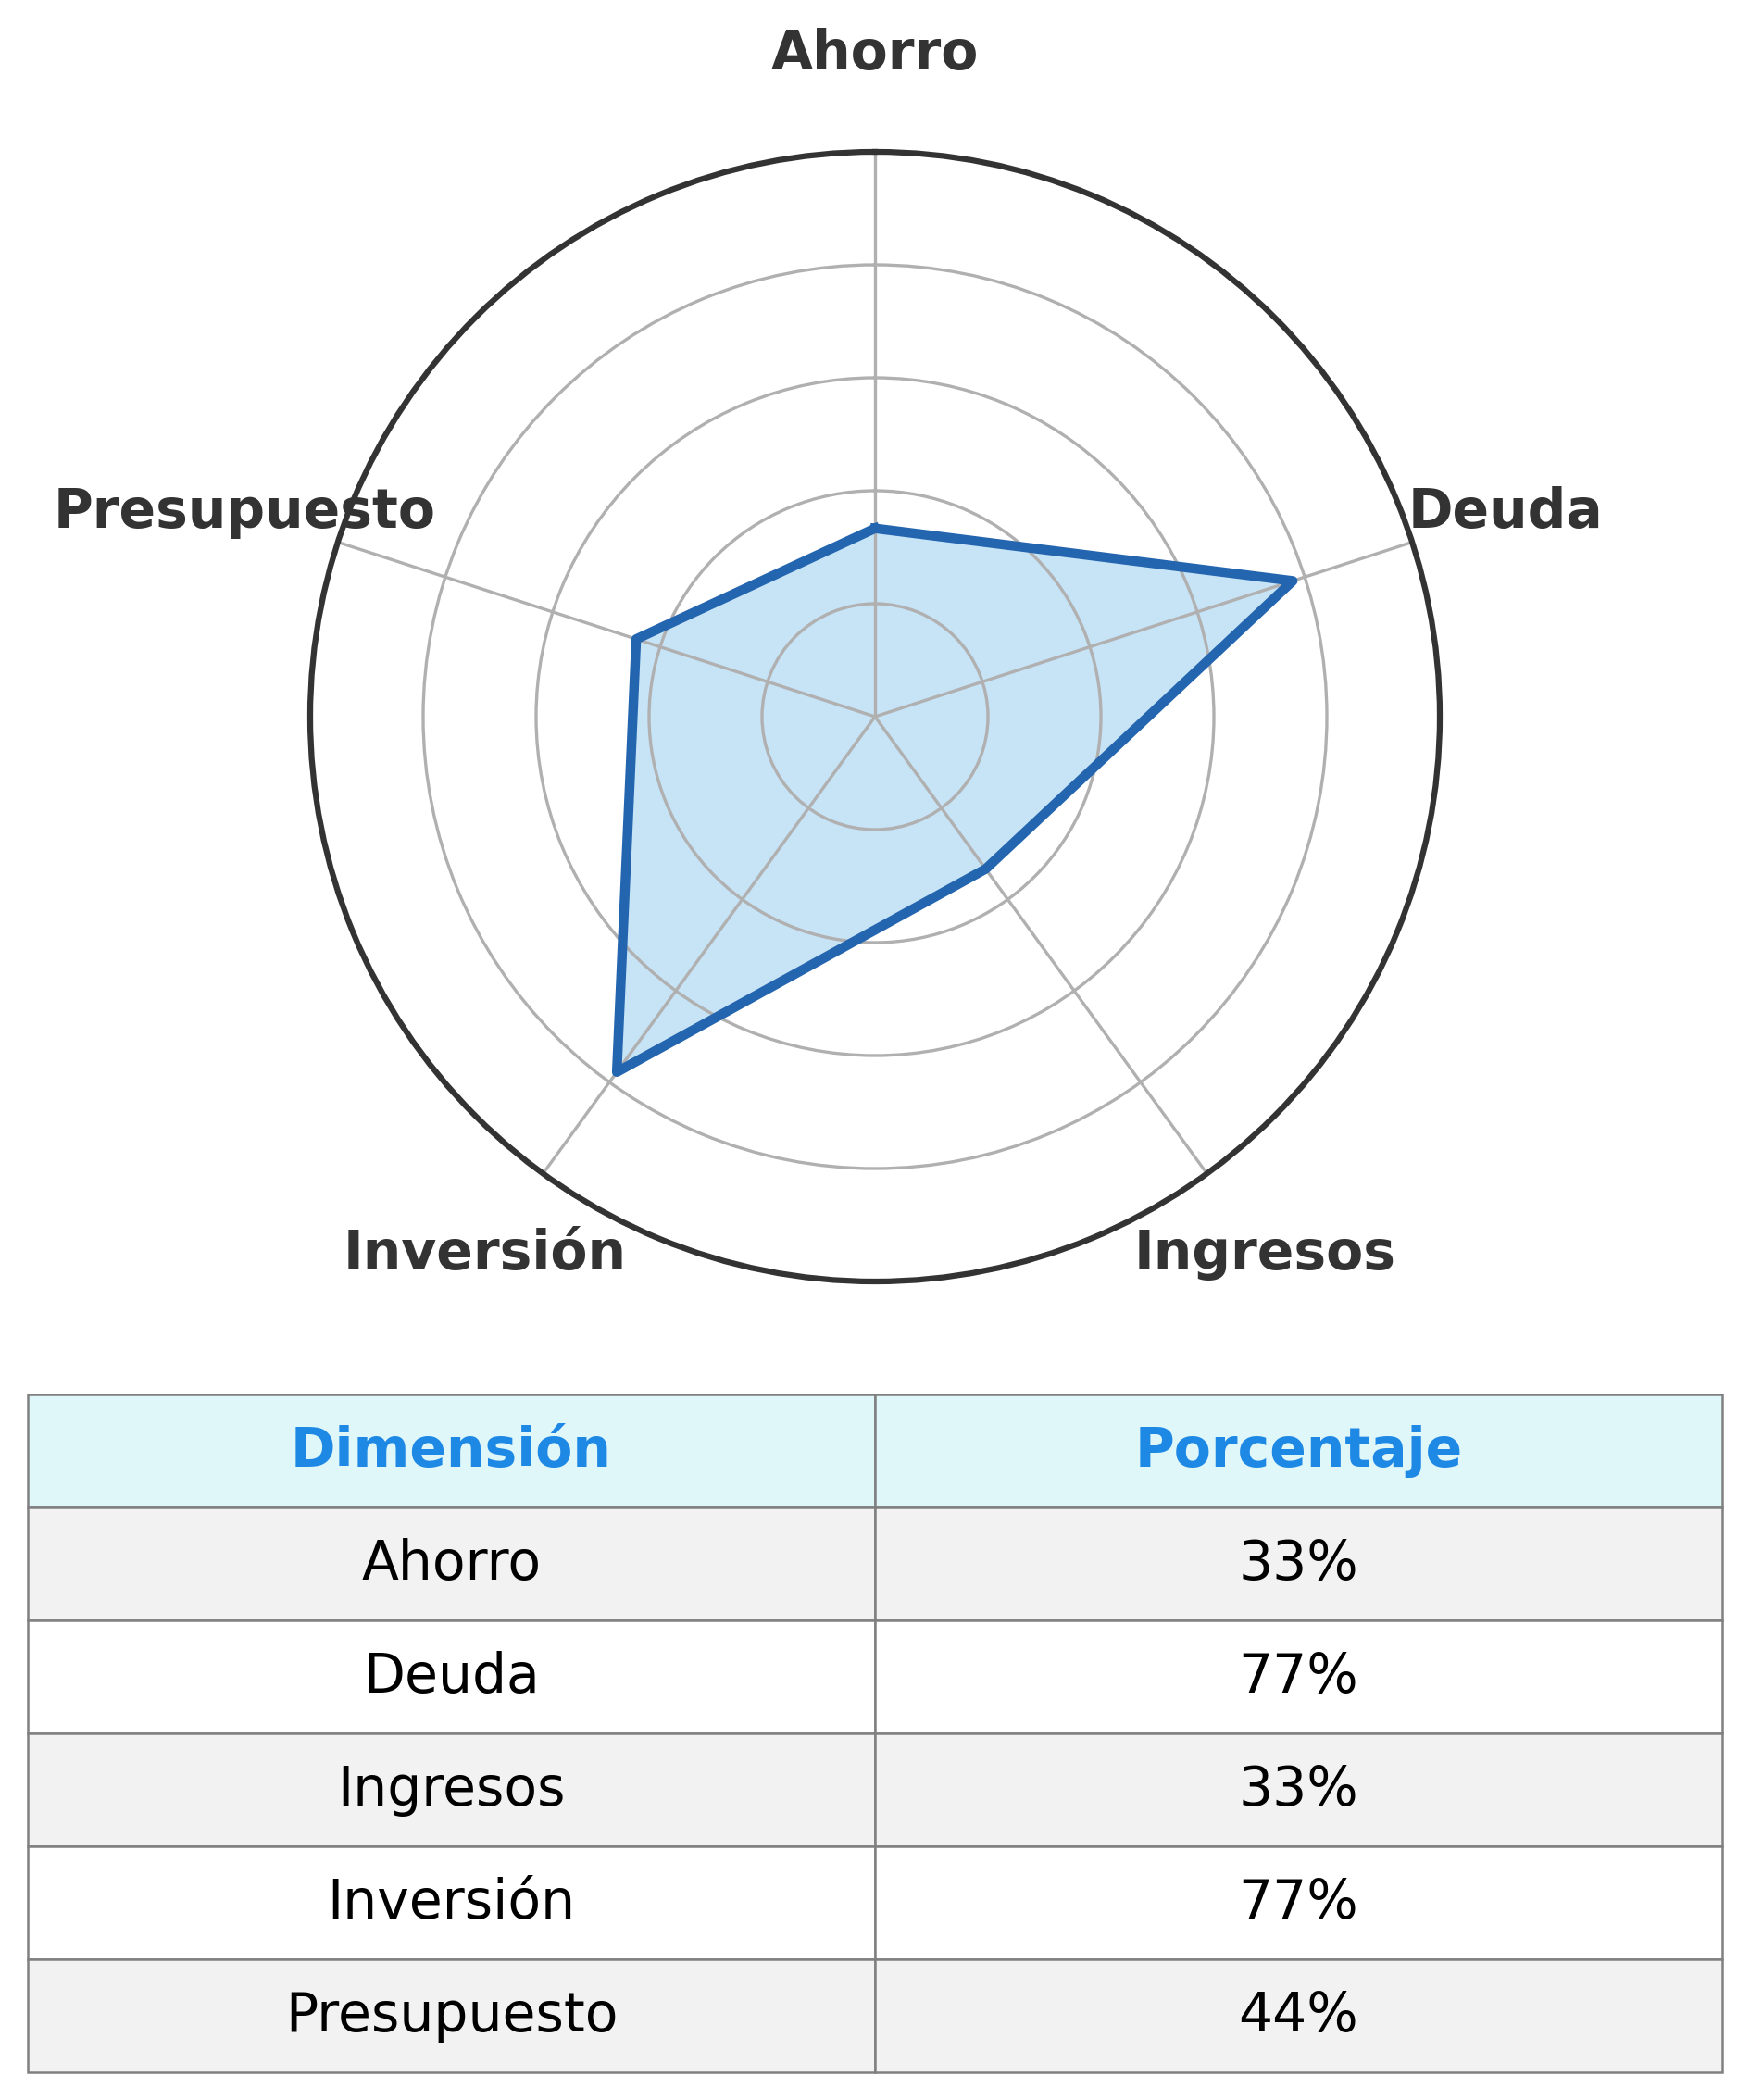 Ahorro
Presupuesto
Deuda
Inversión
Ingresos
Dimensión Porcentaje
Ahorro 33%
Deuda 77%
Ingresos 33%
Inversión 77%
Presupuesto 44%